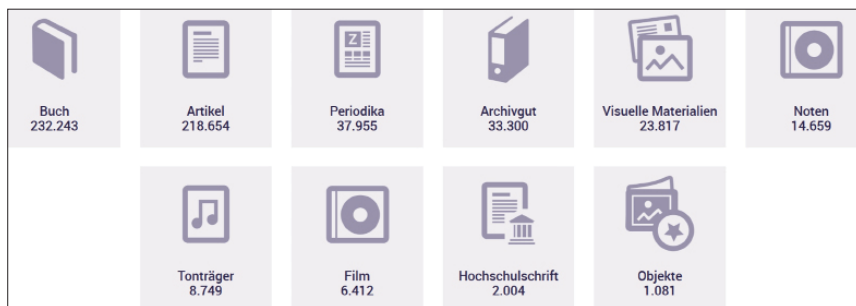 Buch
232.243
Artikel
218.654
Z
Periodika
37.955
Archivgut
33.300
Visuelle Materialien
23.817
Noten
14.659
Tonträger
8.749
Film
6.412
Hochschulschrift
2.004
Objekte
1.081